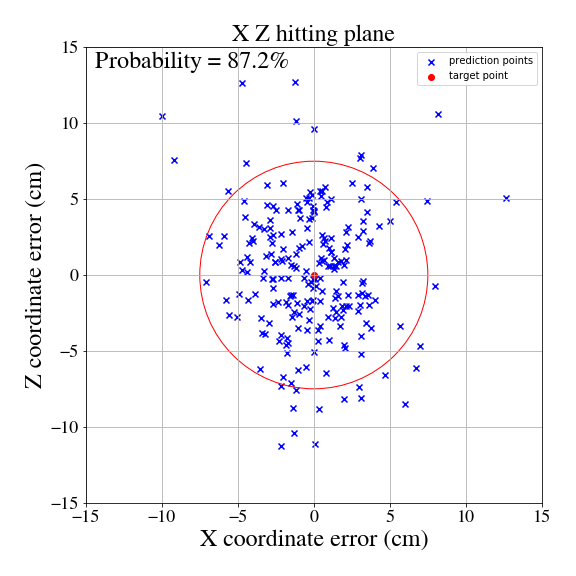 X Z hitting plane
Probability = 87.2%
prediction points
target point
15
10
5
0
−5
−10
−15
Z coordinate error (cm)
−15 −10 −5 0 5 10 15
X coordinate error (cm)